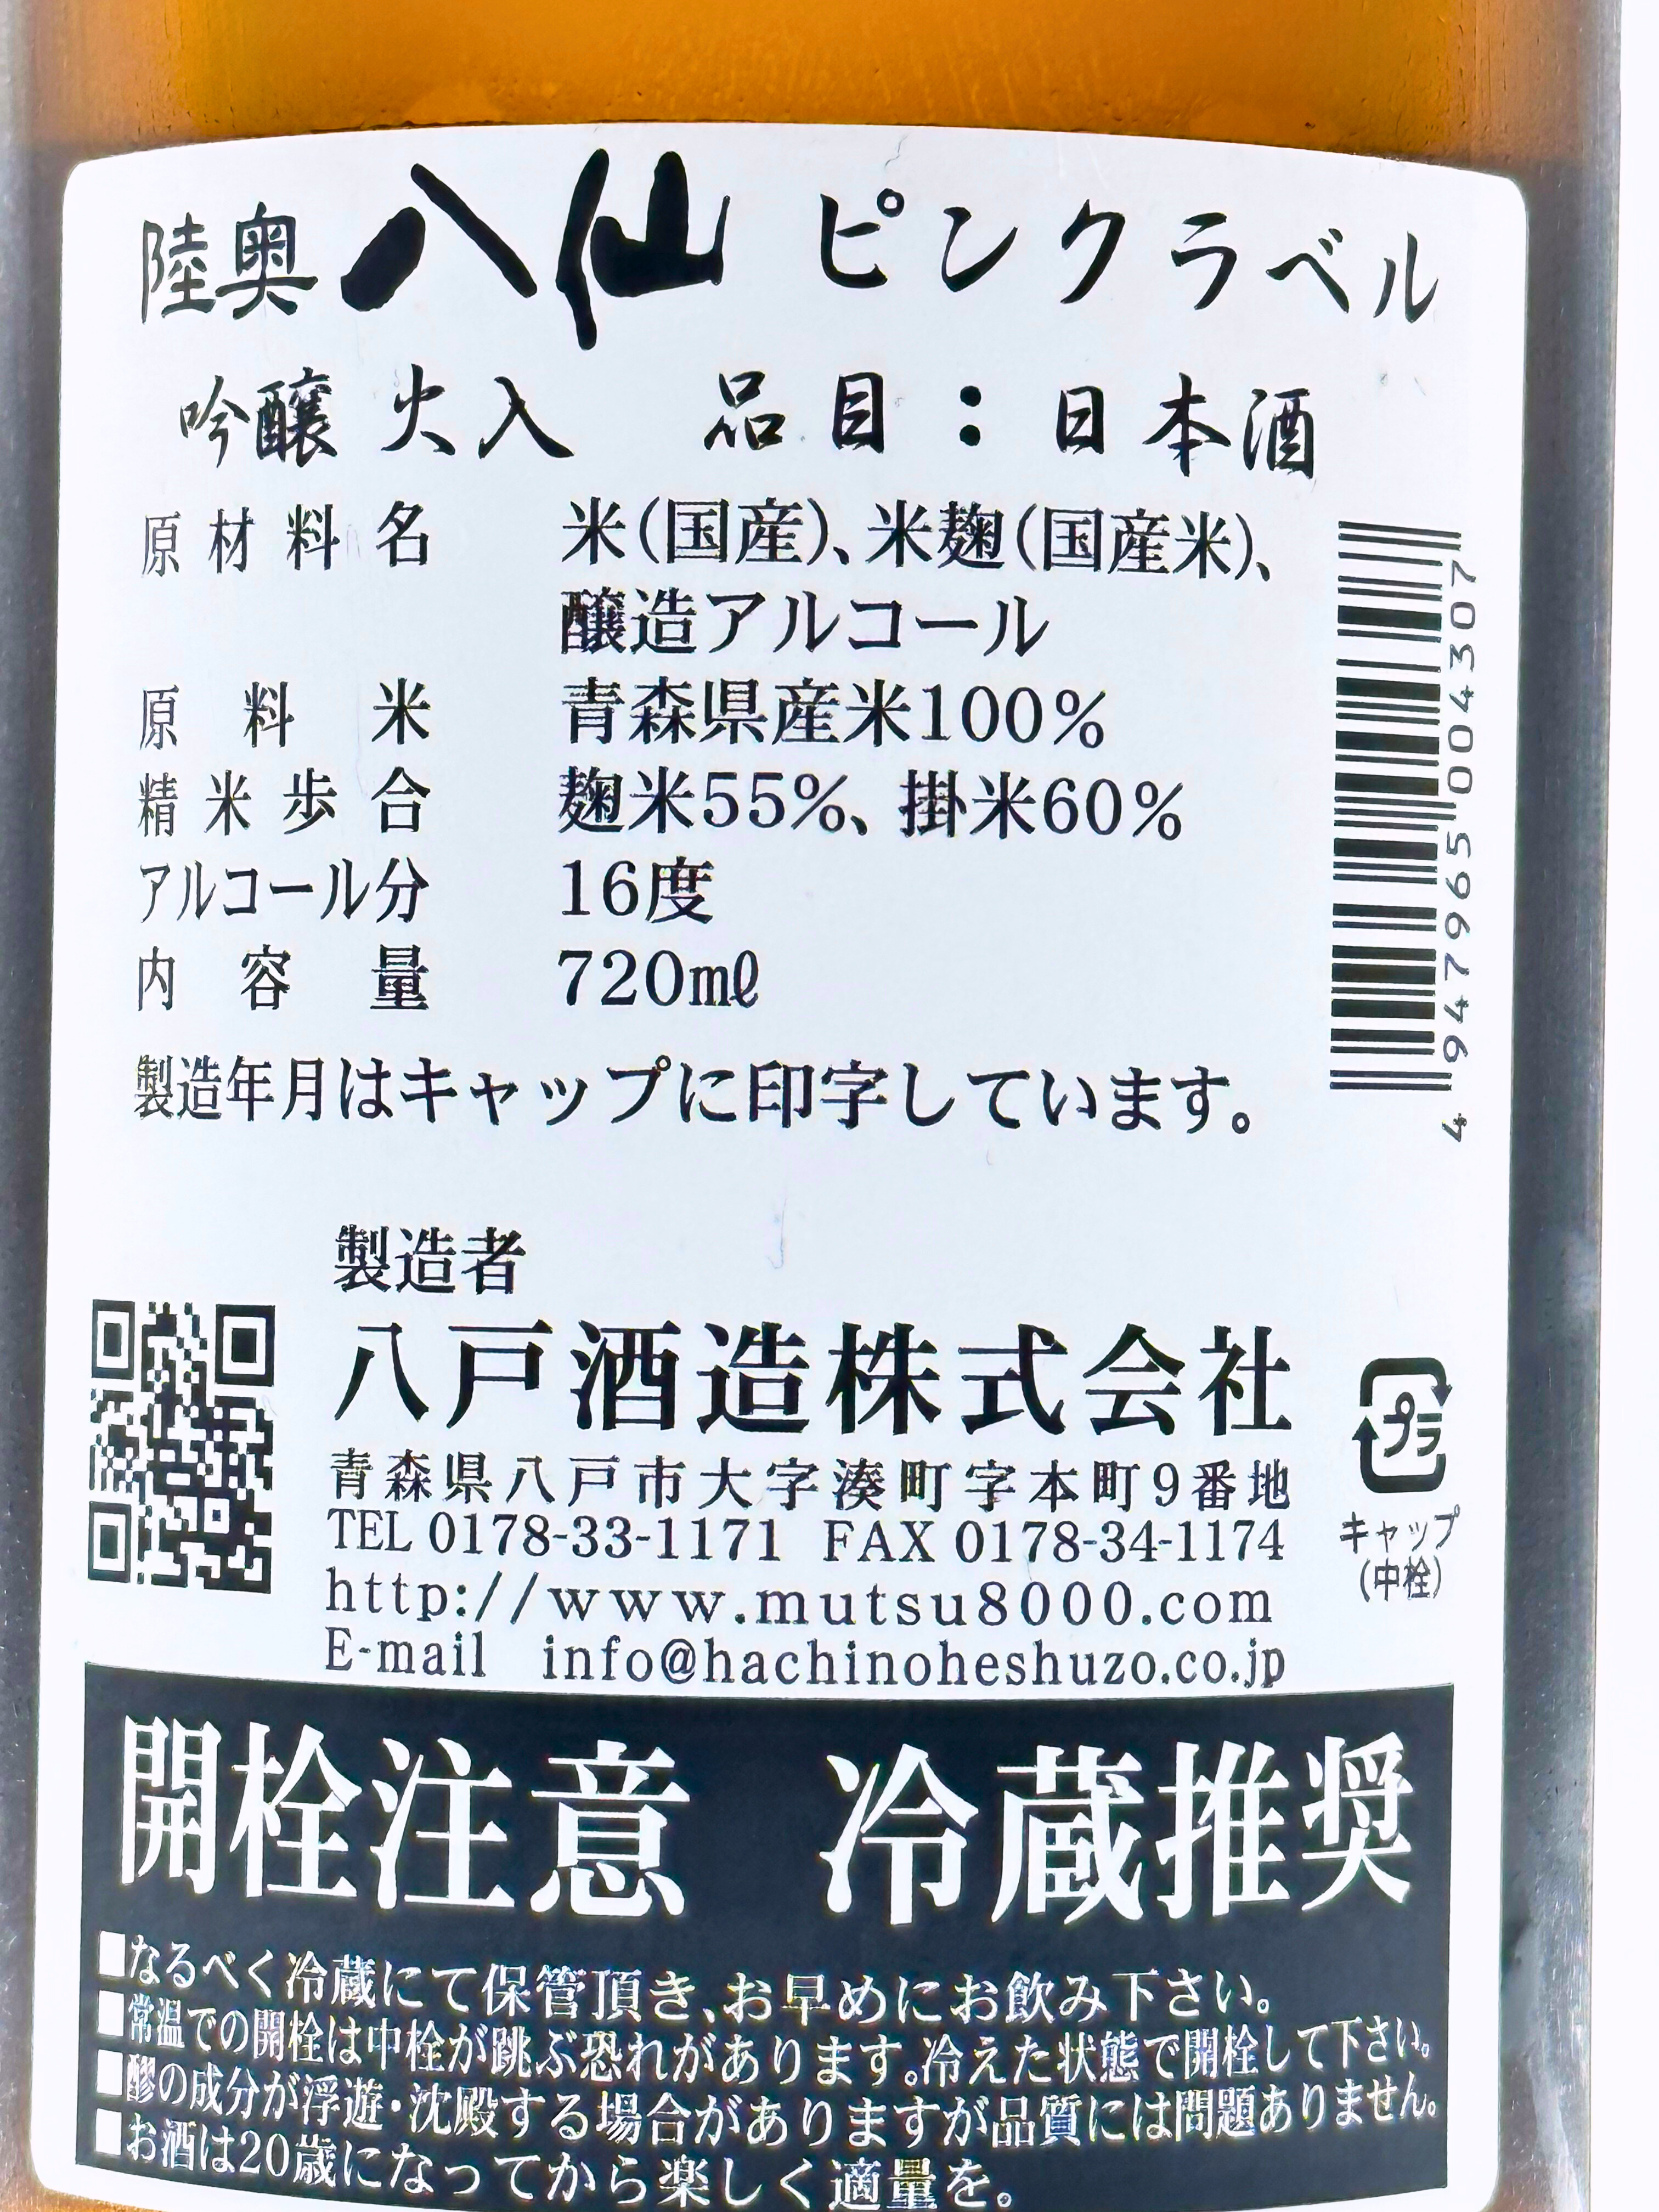 陸奥 八仙 ピンクラベル
吟醸 火入 品目：日本酒
原材料名 米(国産)、米麹(国産米)、
醸造アルコール
原料米 青森県産米100%
精米歩合 麹米55%、掛米60%
アルコール分 16度
内容量 720mℓ
製造年月はキャップに印字しています。
4 947965 004307
製造者
八戸酒造株式会社
青森県八戸市大字湊町字本町9番地
TEL 0178-33-1171 FAX 0178-34-1174
http://www.mutsu8000.com
E-mail info@hachinoheshuzo.co.jp
プラ
キャップ
(中栓)
開栓注意 冷蔵推奨
■なるべく冷蔵にて保管頂き、お早めにお飲み下さい。
■常温での開栓は中栓が跳ぶ恐れがあります。冷えた状態で開栓して下さい。
■醪の成分が浮遊・沈殿する場合がありますが品質には問題ありません。
■お酒は20歳になってから楽しく適量を。